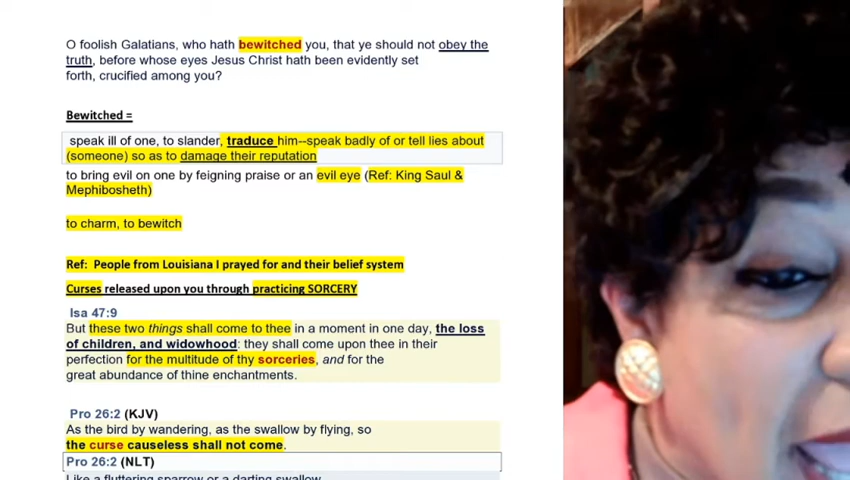 O foolish Galatians, who hath bewitched you, that ye should not obey the
truth, before whose eyes Jesus Christ hath been evidently set
forth, crucified among you?
Bewitched =
speak ill of one, to slander, traduce him--speak badly of or tell lies about
(someone) so as to damage their reputation
to bring evil on one by feigning praise or an evil eye (Ref: King Saul &
Mephibosheth)
to charm, to bewitch
Ref: People from Louisiana I prayed for and their belief system
Curses released upon you through practicing SORCERY
Isa 47:9
But these two things shall come to thee in a moment in one day, the loss
of children, and widowhood: they shall come upon thee in their
perfection for the multitude of thy sorceries, and for the
great abundance of thine enchantments.
Pro 26:2 (KJV)
As the bird by wandering, as the swallow by flying, so
the curse causeless shall not come.
Pro 26:2 (NLT)
Like a fluttering sparrow or a darting swallow,